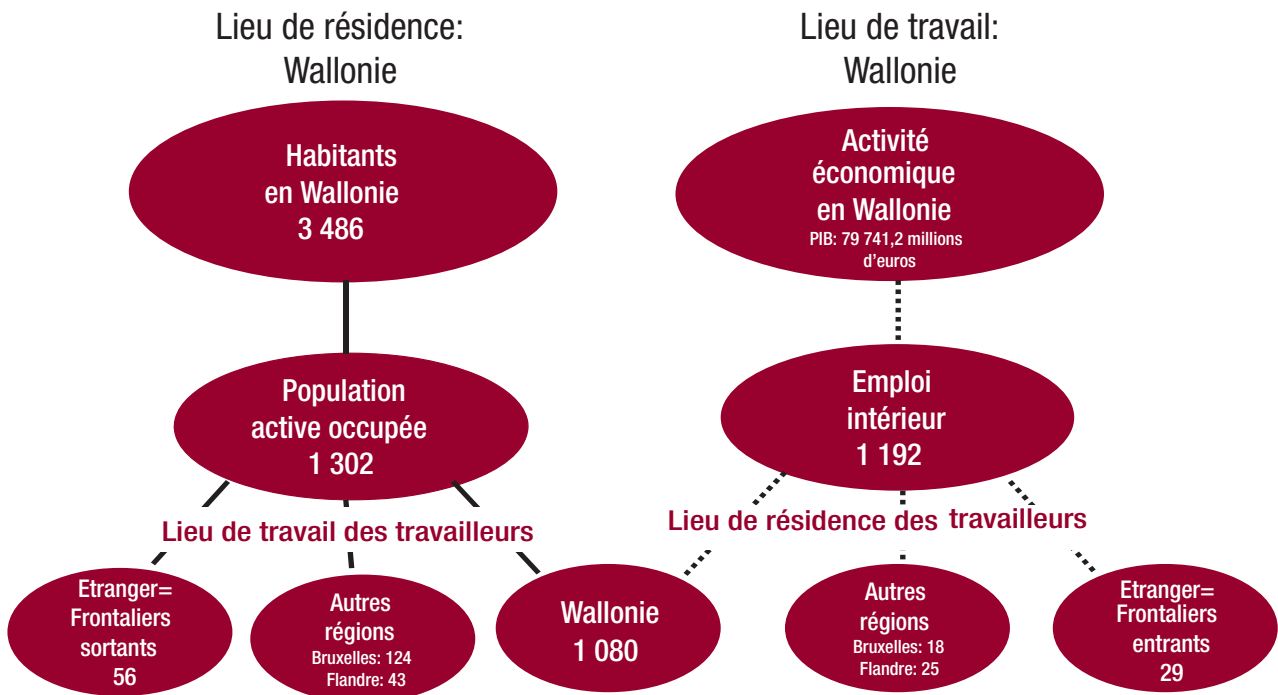 Lieu de résidence:
Wallonie
Lieu de travail:
Wallonie
Habitants
en Wallonie
3 486
Activité
économique
en Wallonie
PIB: 79 741,2 millions
d'euros
Population
active occupée
1 302
Emploi
intérieur
1 192
Lieu de travail des travailleurs
Lieu de résidence des travailleurs
Etranger=
Frontaliers
sortants
56
Autres
régions
Bruxelles: 124
Flandre: 43
Wallonie
1 080
Autres
régions
Bruxelles: 18
Flandre: 25
Etranger=
Frontaliers
entrants
29